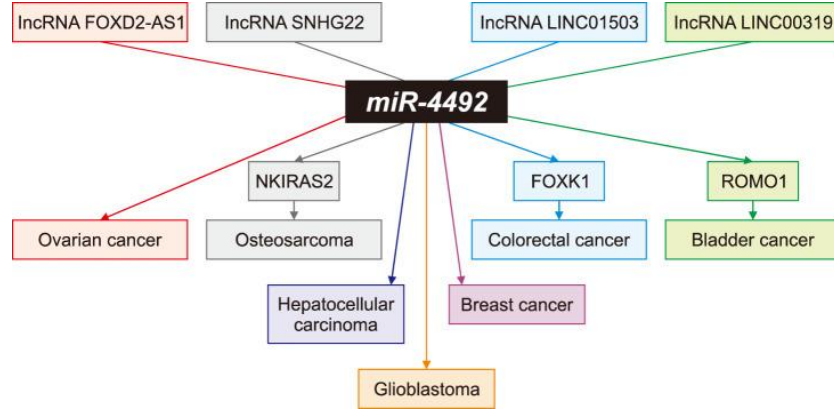 lncRNA FOXD2-AS1
lncRNA SNHG22
lncRNA LINC01503
lncRNA LINC00319
miR-4492
NKIRAS2
FOXK1
ROMO1
Ovarian cancer
Osteosarcoma
Colorectal cancer
Bladder cancer
Hepatocellular
carcinoma
Breast cancer
Glioblastoma